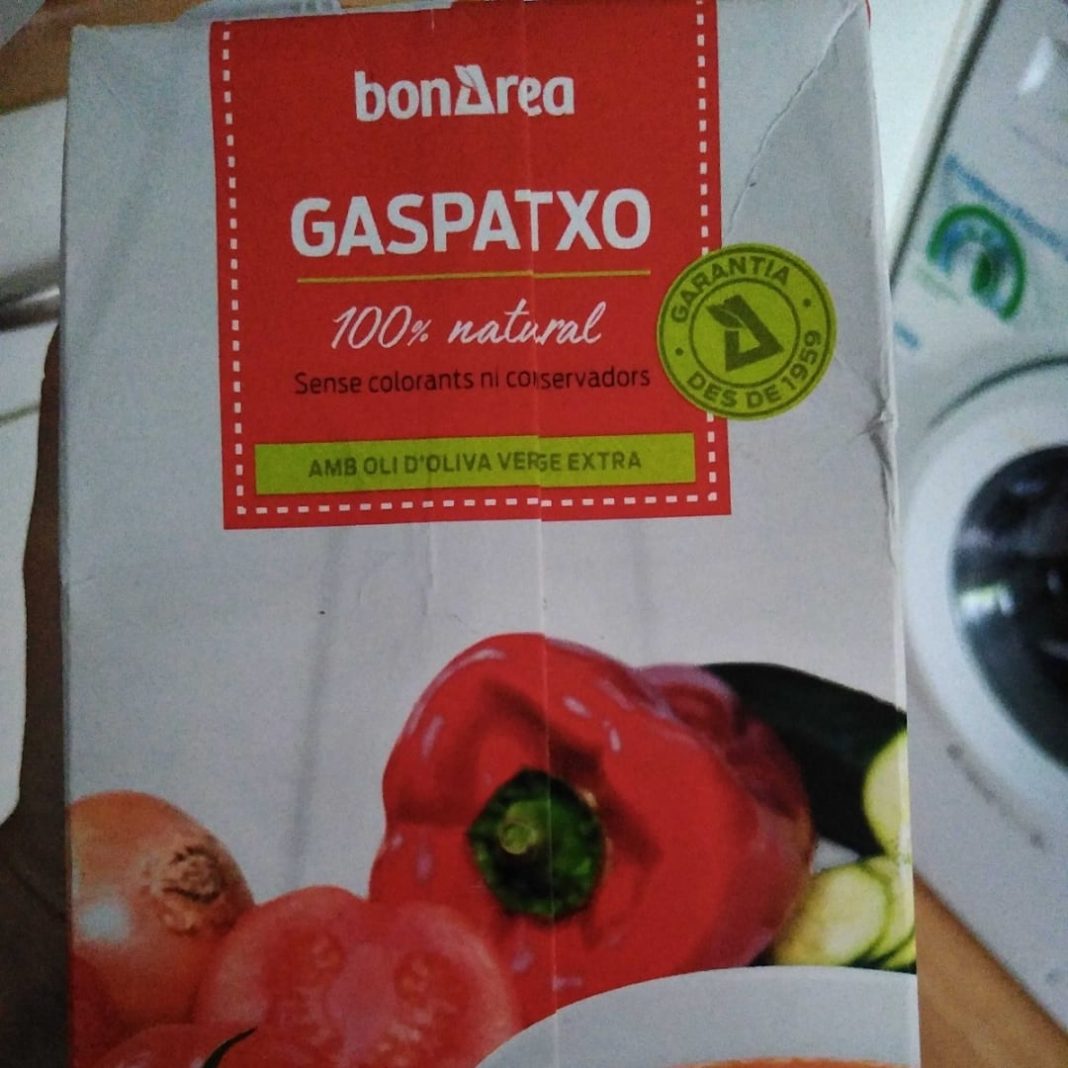 bonÀrea
GASPATXO
100% natural
Sense colorants ni conservadors
GARANTIA
DES DE 1959
AMB OLI D'OLIVA VERGE EXTRA